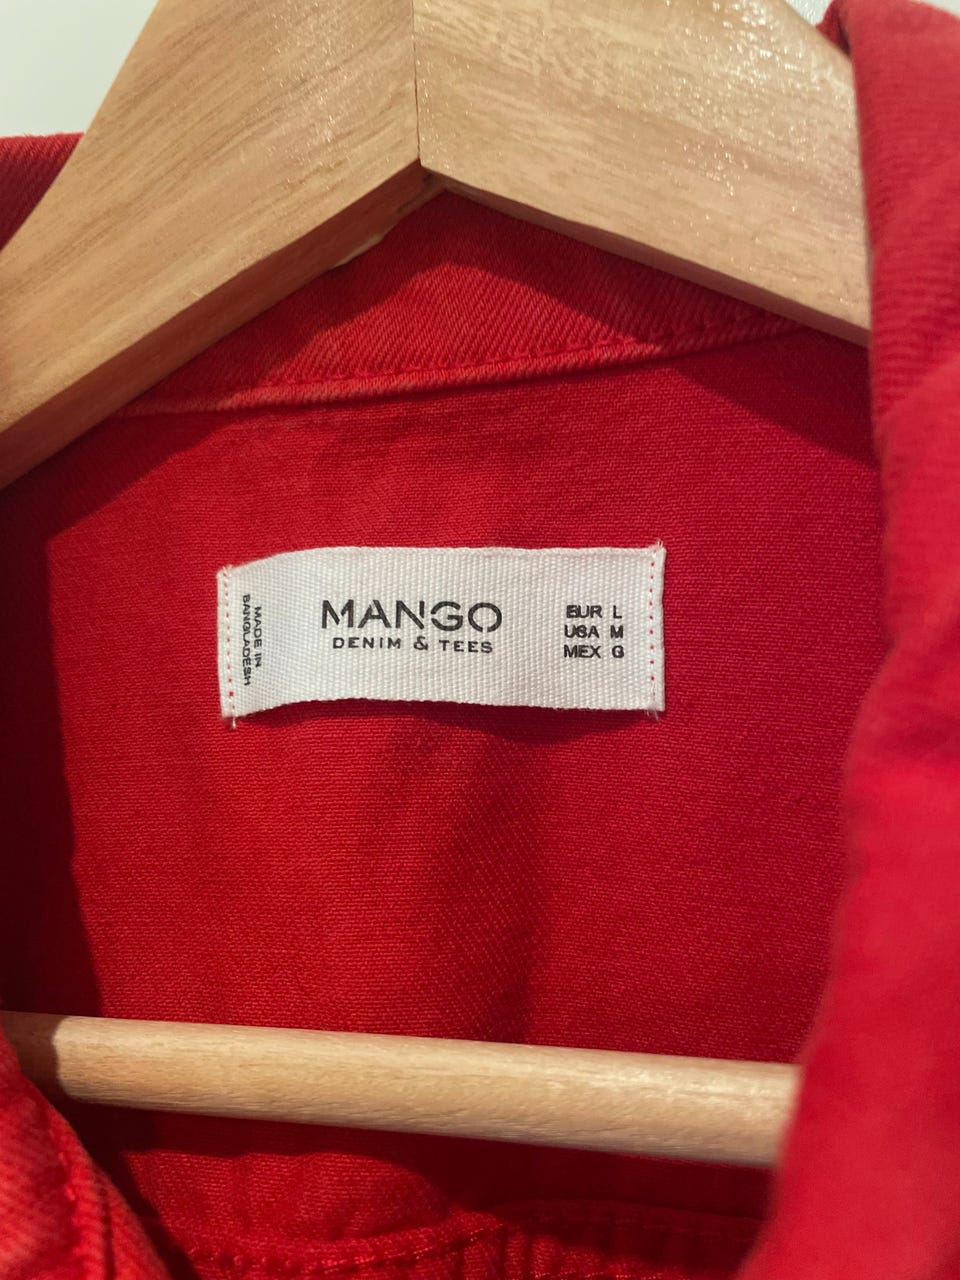 MADE IN
BANGLADESH
MANGO
DENIM & TEES
EUR L
USA M
MEX G